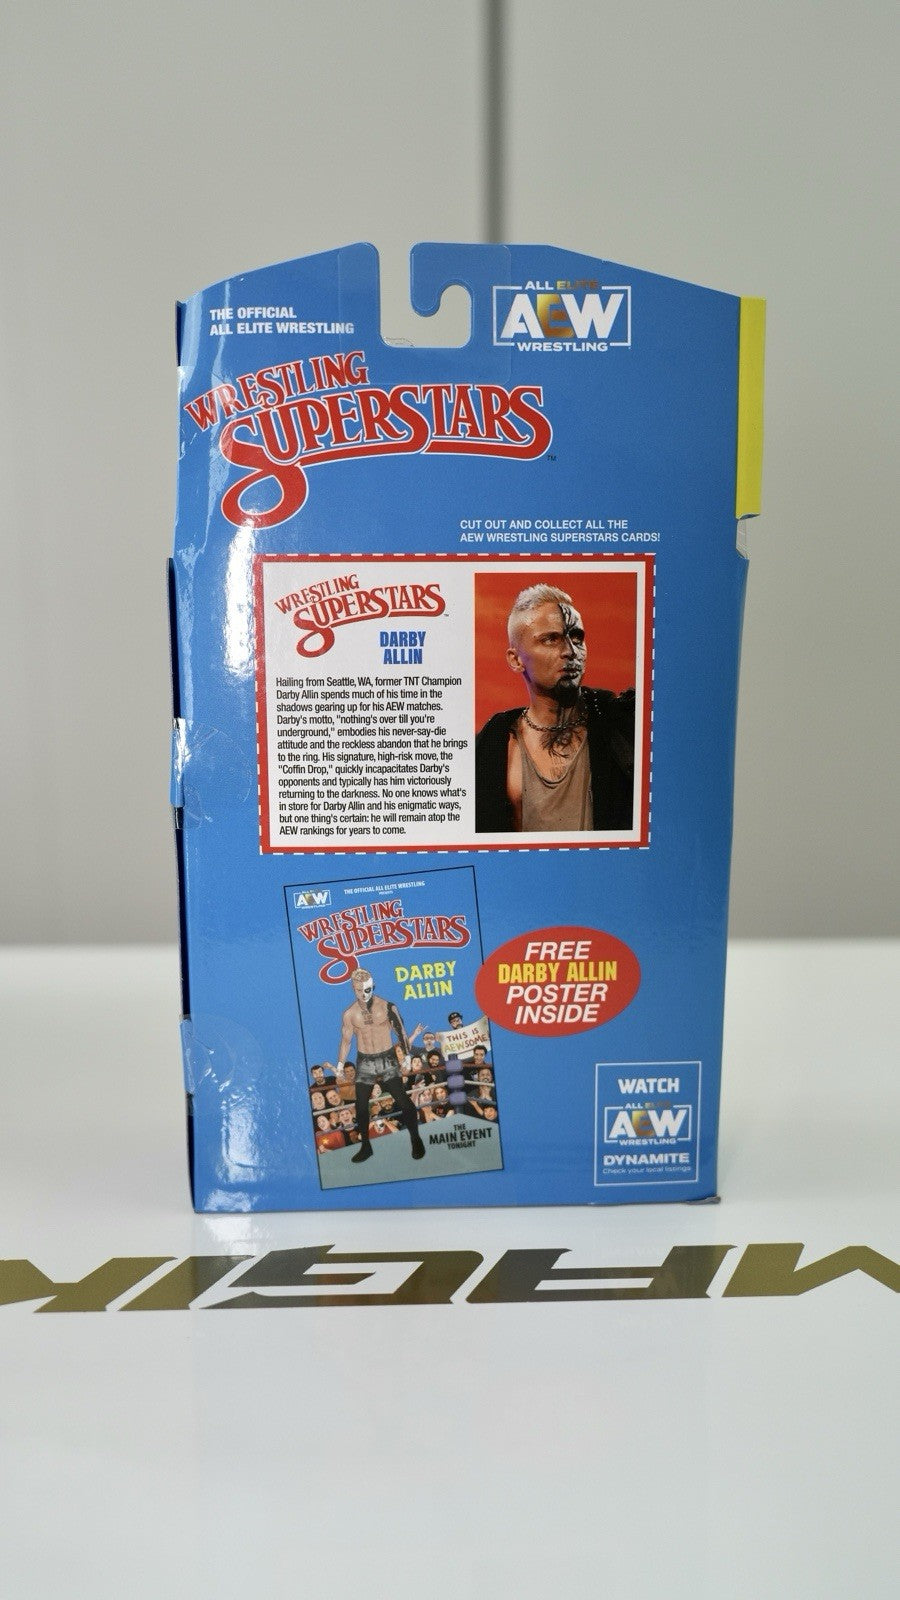 THE OFFICIAL
ALL ELITE WRESTLING
ALL ELITE
AEW
WRESTLING
WRESTLING
SUPERSTARS
TM
CUT OUT AND COLLECT ALL THE
AEW WRESTLING SUPERSTARS CARDS!
WRESTLING
SUPERSTARS
DARBY
ALLIN
Hailing from Seattle, WA, former TNT Champion
Darby Allin spends much of his time in the
shadows gearing up for his AEW matches.
Darby's motto, "nothing's over till you're
underground," embodies his never-say-die
attitude and the reckless abandon that he brings
to the ring. His signature, high-risk move, the
"Coffin Drop," quickly incapacitates Darby's
opponents and typically has him victoriously
returning to the darkness. No one knows what's
in store for Darby Allin and his enigmatic ways,
but one thing's certain: he will remain atop the
AEW rankings for years to come.
AEW
WRESTLING
THE OFFICIAL ALL ELITE WRESTLING
PRESENTS
WRESTLING
SUPERSTARS
DARBY
ALLIN
THIS IS
AEWSOME
THE
MAIN EVENT
TONIGHT
FREE
DARBY ALLIN
POSTER
INSIDE
WATCH
ALL ELITE
AEW
WRESTLING
DYNAMITE
Check your local listings
MAGIK